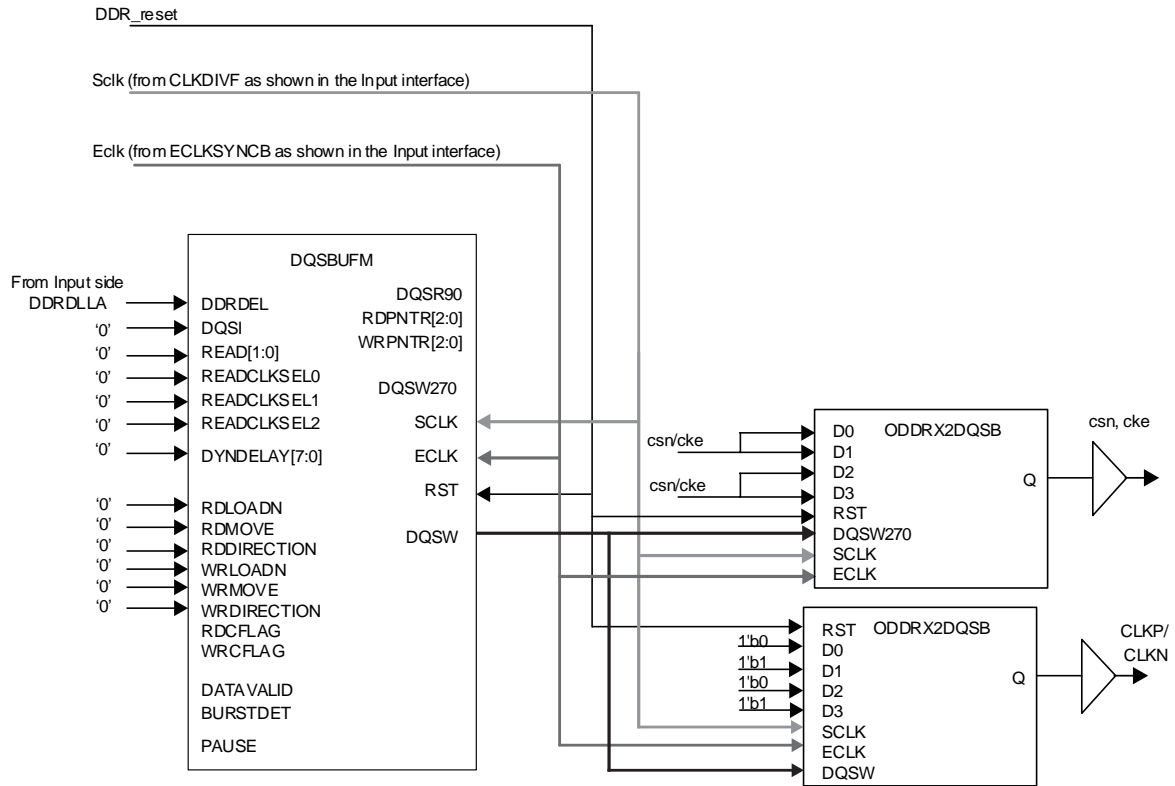 DDR_reset
Sclk (from CLKDIVF as shown in the Input interface)
Eclk (from ECLKSYNCB as shown in the Input interface)
From Input side
DDRDLLA
'0'
'0'
'0'
'0'
'0'
'0'
'0'
'0'
'0'
'0'
'0'
'0'
DQSBUFM
DDRDEL
DQSI
READ[1:0]
READCLKSEL0
READCLKSEL1
READCLKSEL2
DYNDELAY[7:0]
RDLOADN
RDMOVE
RDDIRECTION
WRLOADN
WRMOVE
WRDIRECTION
RDCFLAG
WRCFLAG
DATAVALID
BURSTDET
PAUSE
DQSR90
RDPNTR[2:0]
WRPNTR[2:0]
DQSW270
SCLK
ECLK
RST
DQSW
csn/cke
csn/cke
ODDRX2DQSB
D0
D1
D2
D3
RST
DQSW270
SCLK
ECLK
Q
csn, cke
1'b0
1'b1
1'b0
1'b1
ODDRX2DQSB
RST
D0
D1
D2
D3
SCLK
ECLK
DQSW
Q
CLKP/
CLKN